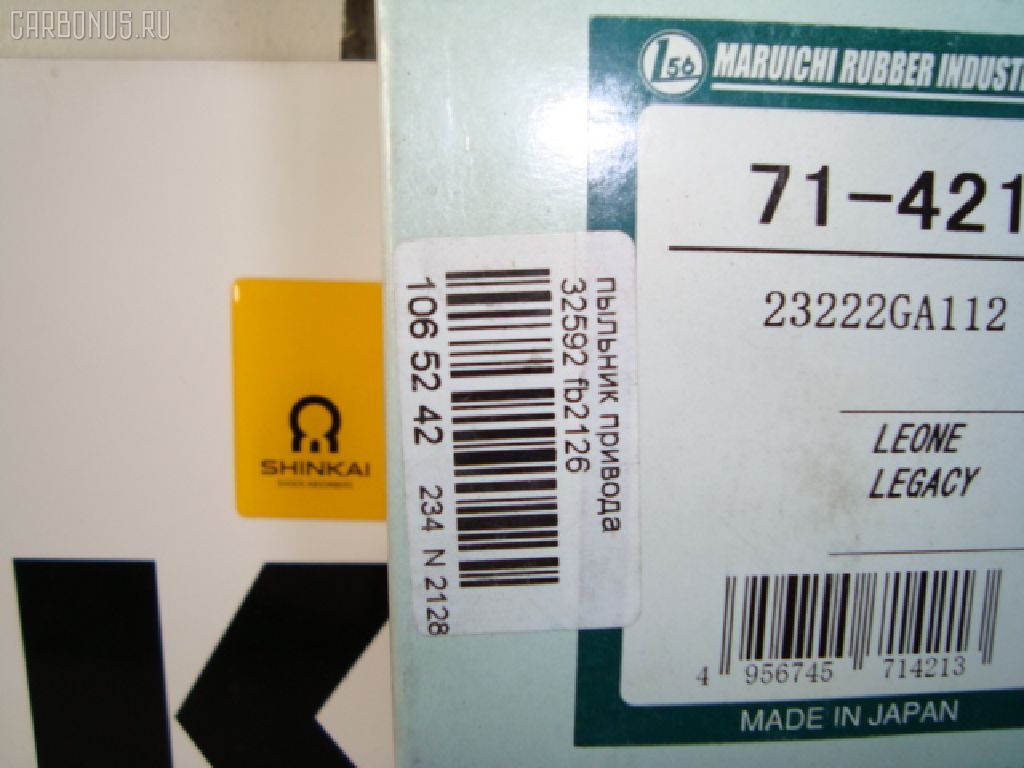 CARBONUS.RU
L56 MARUICHI RUBBER
71-421
23222GA112
LEONE
LEGACY
4 956745 714213
MADE IN JAPAN
пыльник привода
32592 fb2126
106 52 42 234 N 2128
SHINKAI
K